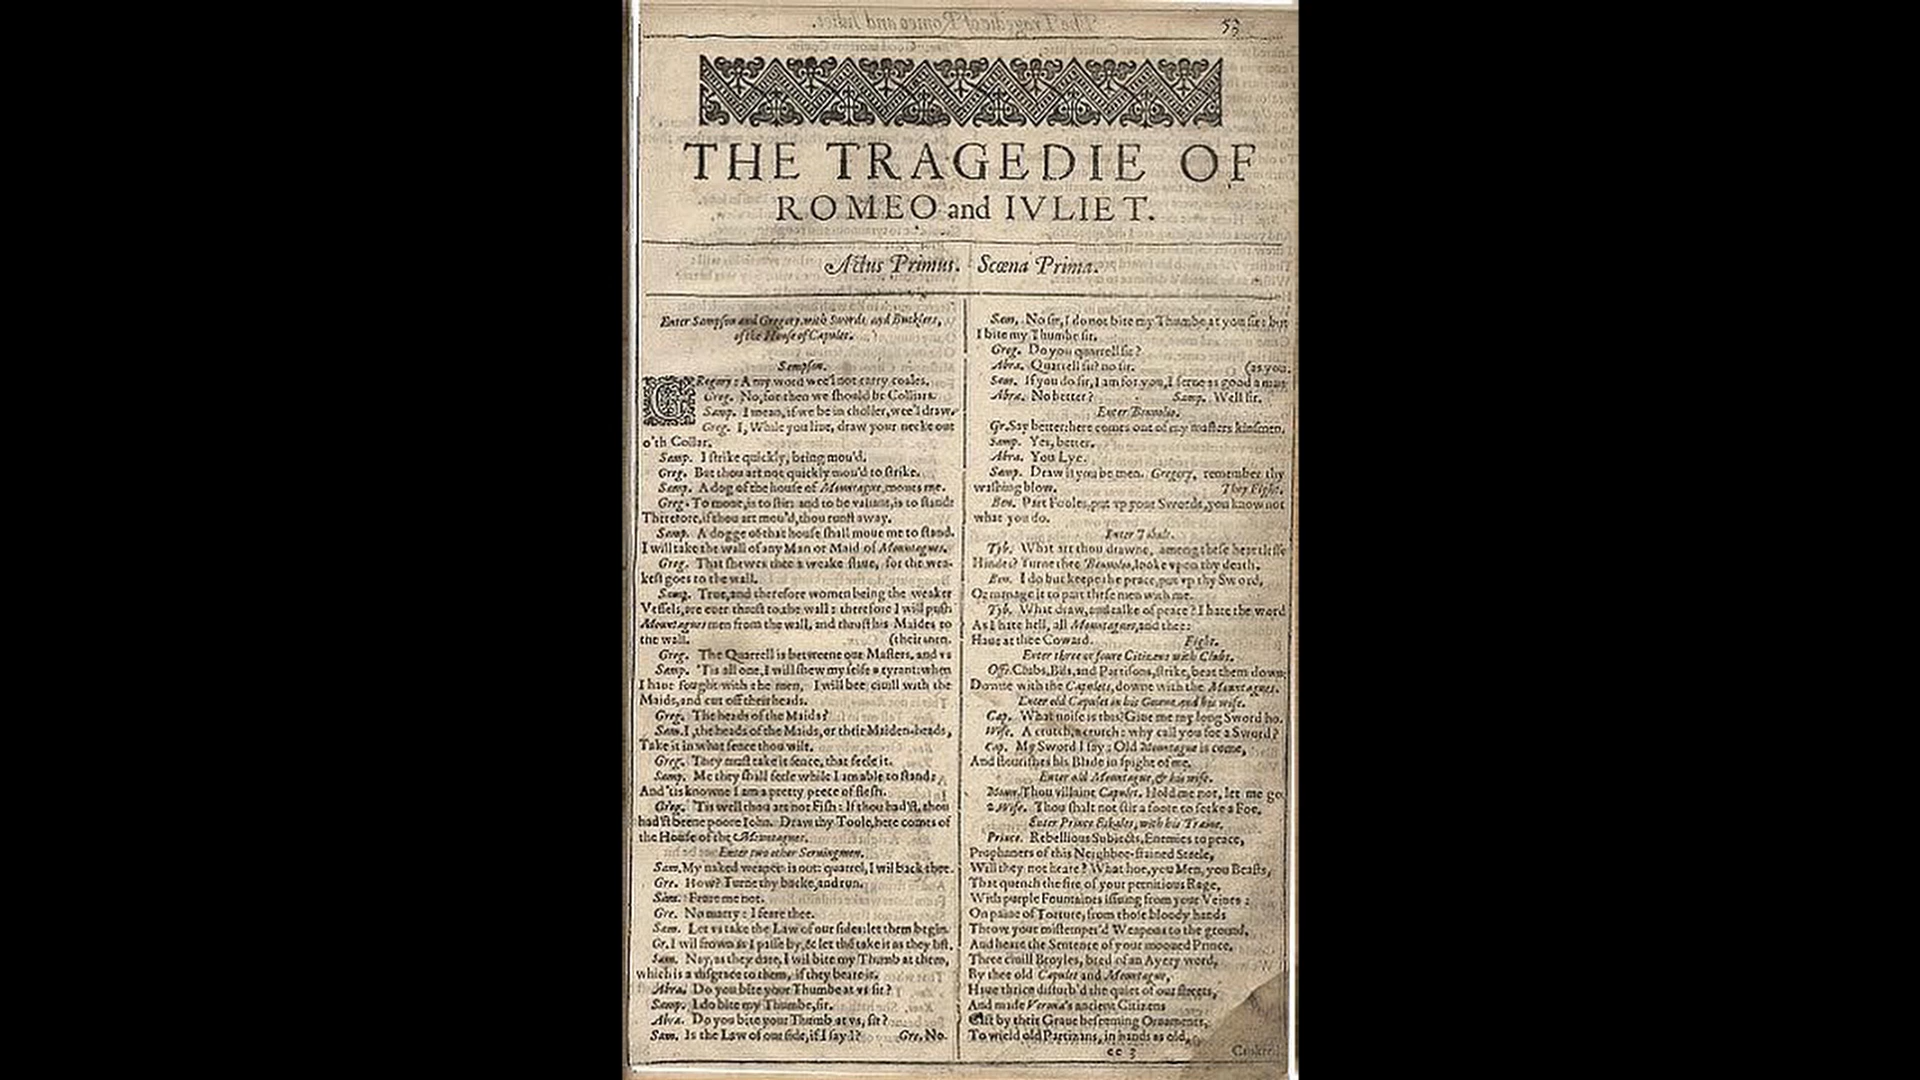 53
THE TRAGEDIE OF
ROMEO and IVLIET.
Actus Primus. Scœna Prima.
Enter Sampson and Gregory, with Swords and Bucklers,
of the House of Capulet.
Sampson.
GRegory: A my word wee'l not carry coales.
Greg. No, for then we should be Colliars.
Samp. I mean, if we be in choller, wee'l draw.
Greg. I, While you liue, draw your necke out
o'th Collar.
Samp. I strike quickly, being mou'd.
Greg. But thou art not quickly mou'd to strike.
Samp. A dog of the house of Mountague, moues me.
Greg. To moue, is to stir: and to be valiant, is to stand:
Therefore, if thou art mou'd, thou runst away.
Samp. A dogge of that house shall moue me to stand.
I will take the wall of any Man or Maid of Mountagues.
Greg. That shewes thee a weake slaue, for the wea-
kest goes to the wall.
Samp. True, and therefore women being the weaker
Vessels, are euer thrust to the wall: therefore I will push
Mountagues men from the wall, and thrust his Maides to
the wall. (their men.
Greg. The Quarrell is betweene our Masters, and vs
Samp. 'Tis all one, I will shew my selfe a tyrant: when
I haue fought with the men, I will bee ciuill with the
Maids, and cut off their heads.
Greg. The heads of the Maids?
Sam. I, the heads of the Maids, or their Maiden-heads,
Take it in what sence thou wilt.
Greg. They must take it sence, that feele it.
Samp. Me they shall feele while I am able to stand:
And 'tis knowne I am a pretty peece of flesh.
Greg. 'Tis well thou art not Fish: If thou had'st, thou
had'st beene poore Iohn. Draw thy Toole, here comes of
the House of the Mountagues.
Enter two other Seruingmen.
Sam. My naked weapon is out: quarrel, I wil back thee.
Gre. How? Turne thy backe, and run.
Sam. Feare me not.
Gre. No marry: I feare thee.
Sam. Let vs take the Law of our sides: let them begin.
Gr. I wil frown as I passe by, & let thē take it as they list.
Sam. Nay, as they dare. I wil bite my Thumb at them,
which is a disgrace to them, if they beare it.
Abra. Do you bite your Thumbe at vs sir?
Samp. I do bite my Thumbe, sir.
Abra. Do you bite your Thumb at vs, sir?
Sam. Is the Law of our side, if I say I? Gre. No.
Sam. No sir, I do not bite my Thumbe at you sir: but
I bite my Thumbe sir.
Greg. Do you quarrell sir?
Abra. Quarrell sir? no sir. (as you.
Sam. If you do sir, I am for you, I serue as good a man
Abra. No better? Samp. Well sir.
Enter Benuolio.
Gr. Say better: here comes one of my masters kinsmen.
Samp. Yes, better.
Abra. You Lye.
Samp. Draw if you be men. Gregory, remember thy
washing blow. They Fight.
Ben. Part Fooles, put vp your Swords, you know not
what you do.
Enter Tibalt.
Tyb. What art thou drawne, among these heartlesse
Hindes? Turne thee Benuolio, looke vpon thy death.
Ben. I do but keepe the peace, put vp thy Sword,
Or manage it to part these men with me.
Tyb. What draw, and talke of peace? I hate the word
As I hate hell, all Mountagues, and thee:
Haue at thee Coward. Fight.
Enter three or foure Citizens with Clubs.
Offi. Clubs, Bils, and Partisons, strike, beat them down
Downe with the Capulets, downe with the Mountagues.
Enter old Capulet in his Gowne, and his wife.
Cap. What noise is this? Giue me my long Sword ho.
Wife. A crutch, a crutch: why call you for a Sword?
Cap. My Sword I say: Old Mountague is come,
And flourishes his Blade in spight of me.
Enter old Mountague, & his wife.
Moun. Thou villaine Capulet. Hold me not, let me go
2. Wife. Thou shalt not stir a foote to seeke a Foe.
Enter Prince Eskales, with his Traine.
Prince. Rebellious Subiects, Enemies to peace,
Prophaners of this Neighbor-stained Steele,
Will they not heare? What hoe, you Men, you Beasts,
That quench the fire of your pernitious Rage,
With purple Fountaines issuing from your Veines:
On paine of Torture, from those bloody hands
Throw your mistemper'd Weapons to the ground,
And heare the Sentence of your mooued Prince.
Three ciuill Broyles, bred of an Ayery word,
By thee old Capulet and Mountague,
Haue thrice disturb'd the quiet of our streets,
And made Verona's ancient Citizens
Cast by their Graue beseeming Ornaments,
To wield old Partizans, in hands as old,
cc 3